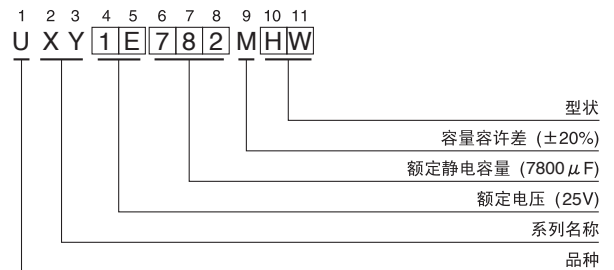 1 2 3 4 5 6 7 8 9 10 11
U X Y 1 E 7 8 2 M H W
型状
容量容许差 (±20%)
额定静电容量 (7800μF)
额定电压 (25V)
系列名称
品种